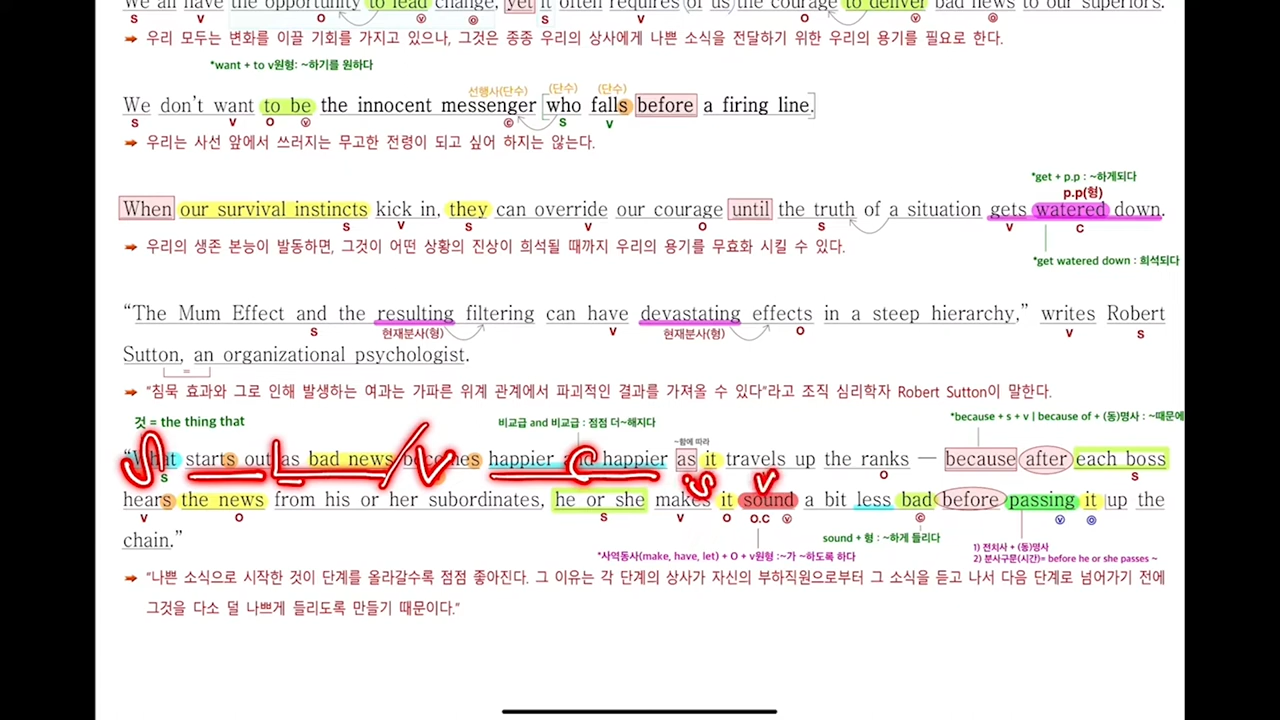 We all have the opportunity to lead change, yet it often requires (of us) the courage to deliver bad news to our superiors.
S V O ⓥ ⓞ S V O ⓥ ⓞ
➡ 우리 모두는 변화를 이끌 기회를 가지고 있으나, 그것은 종종 우리의 상사에게 나쁜 소식을 전달하기 위한 우리의 용기를 필요로 한다.
*want + to v원형: ~하기를 원하다
선행사(단수) (단수) (단수)
We don't want to be the innocent messenger [who falls before a firing line.]
S V O ⓥ ⓒ S V
➡ 우리는 사선 앞에서 쓰러지는 무고한 전령이 되고 싶어 하지는 않는다.
*get + p.p : ~하게되다
p.p(형)
When our survival instincts kick in, they can override our courage until the truth of a situation gets watered down.
S V S V O S V C
➡ 우리의 생존 본능이 발동하면, 그것이 어떤 상황의 진상이 희석될 때까지 우리의 용기를 무효화 시킬 수 있다.
*get watered down : 희석되다
“The Mum Effect and the resulting filtering can have devastating effects in a steep hierarchy,” writes Robert
S 현재분사(형) V 현재분사(형) O V S
Sutton, an organizational psychologist.
=
➡ “침묵 효과와 그로 인해 발생하는 여과는 가파른 위계 관계에서 파괴적인 결과를 가져올 수 있다”라고 조직 심리학자 Robert Sutton이 말한다.
것 = the thing that 비교급 and 비교급 : 점점 더~해지다 *because + s + v | because of + (동)명사 : ~때문에
~함에 따라
S L / V C
“What starts out as bad news becomes happier and happier as it travels up the ranks — because after each boss
S S V O S
hears the news from his or her subordinates, he or she makes it sound a bit less bad before passing it up the
V O S V O O.C ⓥ ⓒ ⓥ ⓞ
sound + 형 : ~하게 들리다
*사역동사(make, have, let) + O + v원형 :~가 ~하도록 하다
1) 전치사 + (동)명사
2) 분사구문(시간)= before he or she passes ~
chain.”
➡ “나쁜 소식으로 시작한 것이 단계를 올라갈수록 점점 좋아진다. 그 이유는 각 단계의 상사가 자신의 부하직원으로부터 그 소식을 듣고 나서 다음 단계로 넘어가기 전에
그것을 다소 덜 나쁘게 들리도록 만들기 때문이다.”